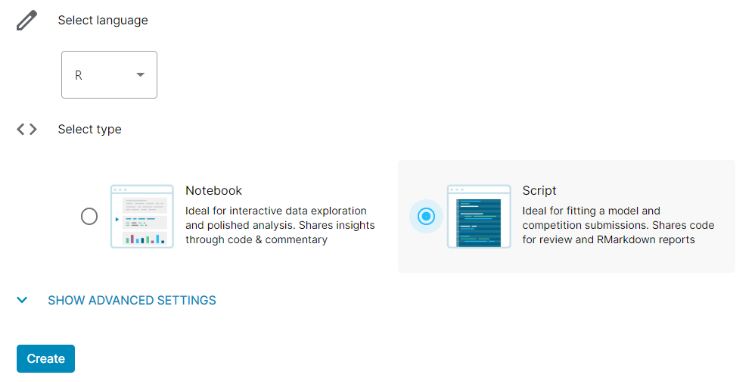 Select language
R
Select type
Notebook
Ideal for interactive data exploration
and polished analysis. Shares insights
through code & commentary
Script
Ideal for fitting a model and
competition submissions. Shares code
for review and RMarkdown reports
SHOW ADVANCED SETTINGS
Create